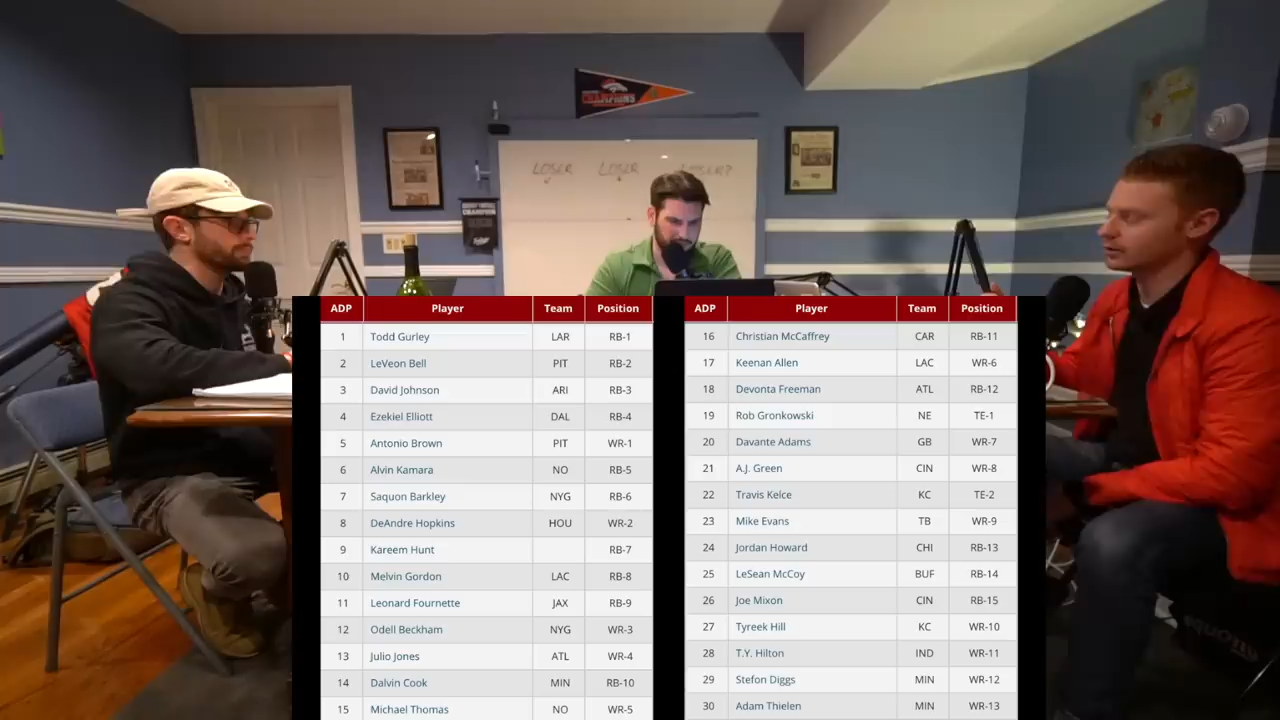 CHAMPIONS
LOSER LOSER LOSER?
CHAMPION
ADP Player Team Position
1 Todd Gurley LAR RB-1
2 LeVeon Bell PIT RB-2
3 David Johnson ARI RB-3
4 Ezekiel Elliott DAL RB-4
5 Antonio Brown PIT WR-1
6 Alvin Kamara NO RB-5
7 Saquon Barkley NYG RB-6
8 DeAndre Hopkins HOU WR-2
9 Kareem Hunt RB-7
10 Melvin Gordon LAC RB-8
11 Leonard Fournette JAX RB-9
12 Odell Beckham NYG WR-3
13 Julio Jones ATL WR-4
14 Dalvin Cook MIN RB-10
15 Michael Thomas NO WR-5
ADP Player Team Position
16 Christian McCaffrey CAR RB-11
17 Keenan Allen LAC WR-6
18 Devonta Freeman ATL RB-12
19 Rob Gronkowski NE TE-1
20 Davante Adams GB WR-7
21 A.J. Green CIN WR-8
22 Travis Kelce KC TE-2
23 Mike Evans TB WR-9
24 Jordan Howard CHI RB-13
25 LeSean McCoy BUF RB-14
26 Joe Mixon CIN RB-15
27 Tyreek Hill KC WR-10
28 T.Y. Hilton IND WR-11
29 Stefon Diggs MIN WR-12
30 Adam Thielen MIN WR-13